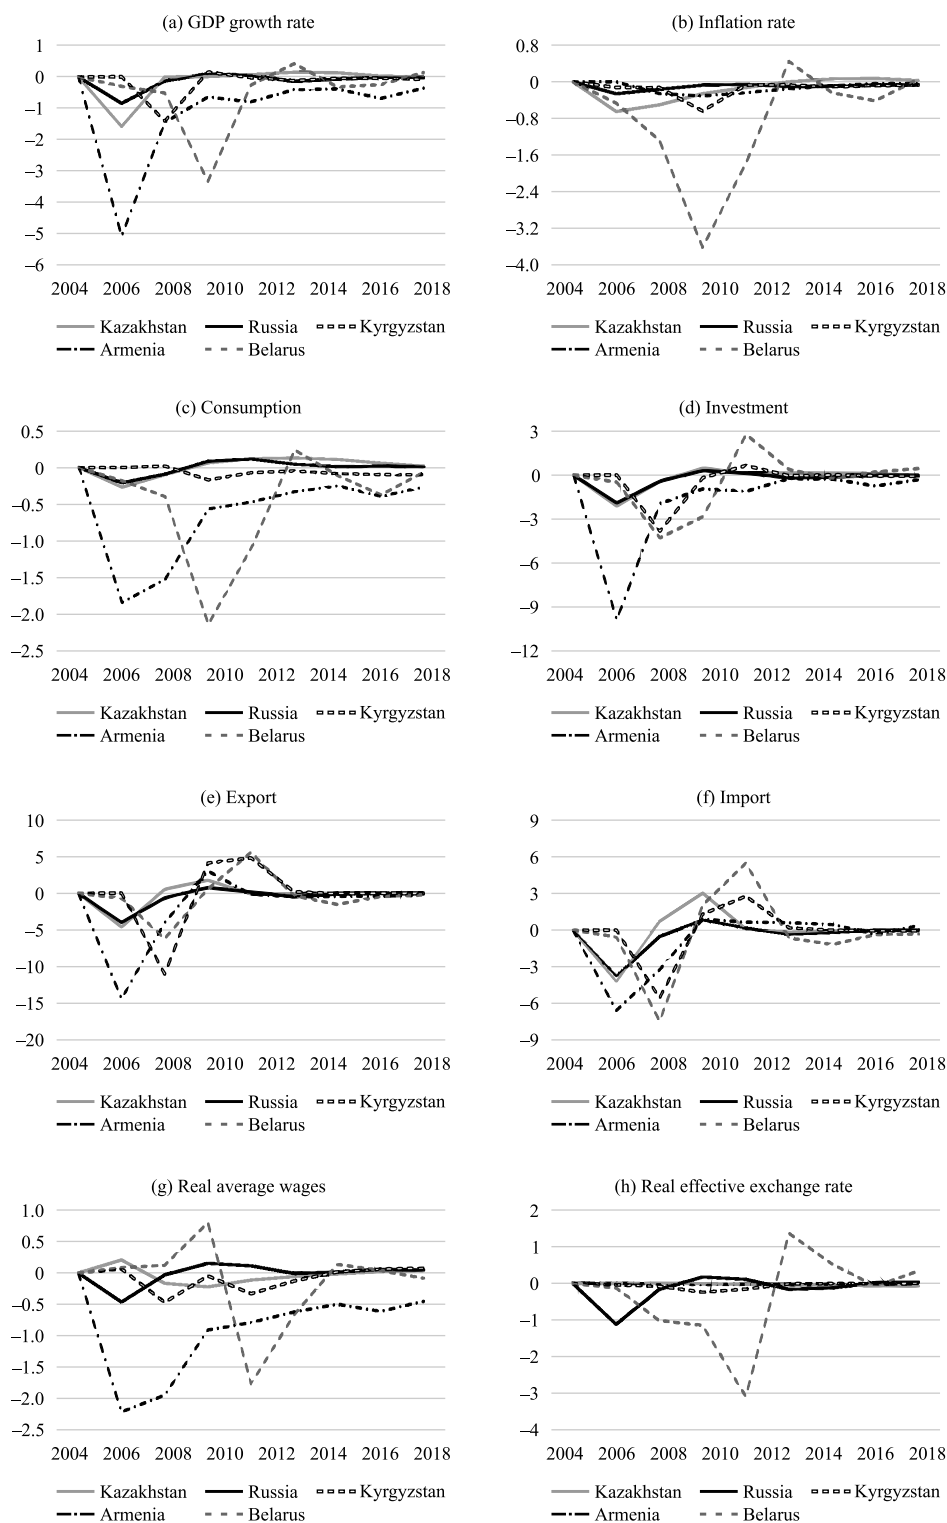 (a) GDP growth rate
1
0
–1
–2
–3
–4
–5
–6
2004 2006 2008 2010 2012 2014 2016 2018
Kazakhstan Russia Kyrgyzstan
Armenia Belarus
(b) Inflation rate
0.8
0
–0.8
–1.6
–2.4
–3.2
–4.0
2004 2006 2008 2010 2012 2014 2016 2018
Kazakhstan Russia Kyrgyzstan
Armenia Belarus
(c) Consumption
0.5
0
–0.5
–1.0
–1.5
–2.0
–2.5
2004 2006 2008 2010 2012 2014 2016 2018
Kazakhstan Russia Kyrgyzstan
Armenia Belarus
(d) Investment
3
0
–3
–6
–9
–12
2004 2006 2008 2010 2012 2014 2016 2018
Kazakhstan Russia Kyrgyzstan
Armenia Belarus
(e) Export
10
5
0
–5
–10
–15
–20
2004 2006 2008 2010 2012 2014 2016 2018
Kazakhstan Russia Kyrgyzstan
Armenia Belarus
(f) Import
9
6
3
0
–3
–6
–9
2004 2006 2008 2010 2012 2014 2016 2018
Kazakhstan Russia Kyrgyzstan
Armenia Belarus
(g) Real average wages
1.0
0.5
0
–0.5
–1.0
–1.5
–2.0
–2.5
2004 2006 2008 2010 2012 2014 2016 2018
Kazakhstan Russia Kyrgyzstan
Armenia Belarus
(h) Real effective exchange rate
2
1
0
–1
–2
–3
–4
2004 2006 2008 2010 2012 2014 2016 2018
Kazakhstan Russia Kyrgyzstan
Armenia Belarus